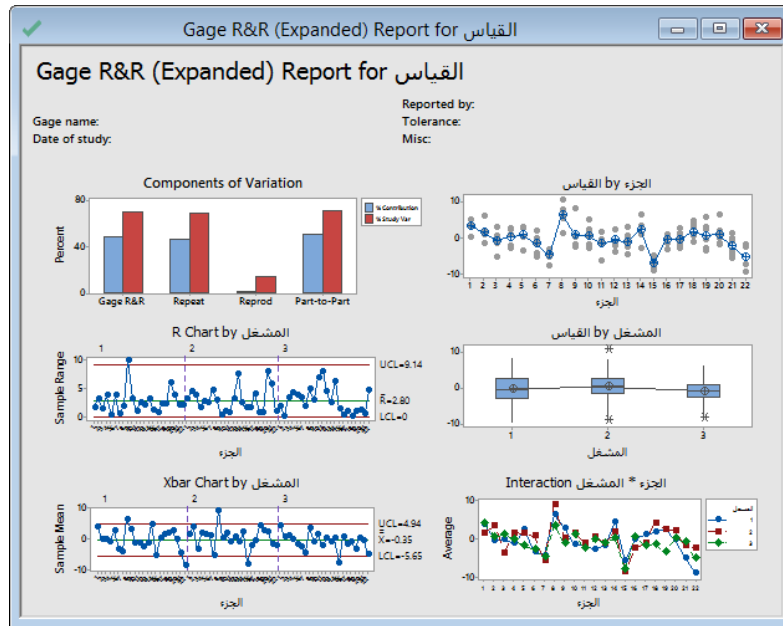 Gage R&R (Expanded) Report for القياس
Gage R&R (Expanded) Report for القياس
Reported by:
Gage name:
Tolerance:
Date of study:
Misc:
Components of Variation
80
40
0
Percent
Gage R&R Repeat Reprod Part-to-Part
% Contribution
% Study Var
القياس by الجزء
10
0
-10
1 2 3 4 5 6 7 8 9 10 11 12 13 14 15 16 17 18 19 20 21 22
الجزء
R Chart by المشغل
1 2 3
10
5
0
Sample Range
UCL=9.14
R=2.80
LCL=0
الجزء
القياس by المشغل
10
0
-10
1 2 3
المشغل
Xbar Chart by المشغل
1 2 3
10
0
-10
Sample Mean
UCL=4.94
X=-0.35
LCL=-5.65
الجزء
Interaction المشغل * الجزء
10
0
-10
Average
1 2 3 4 5 6 7 8 9 10 11 12 13 14 15 16 17 18 19 20 21 22
الجزء
المشغل
1
2
3